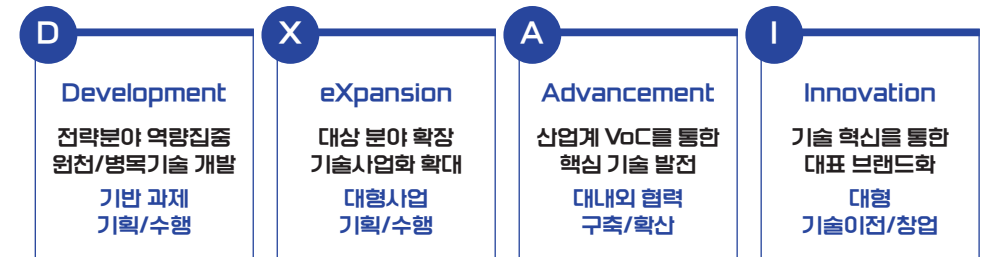 D
Development
전략분야 역량집중
원천/병목기술 개발
기반 과제
기획/수행
X
eXpansion
대상 분야 확장
기술사업화 확대
대형사업
기획/수행
A
Advancement
산업계 VoC를 통한
핵심 기술 발전
대내외 협력
구축/확산
I
Innovation
기술 혁신을 통한
대표 브랜드화
대형
기술이전/창업